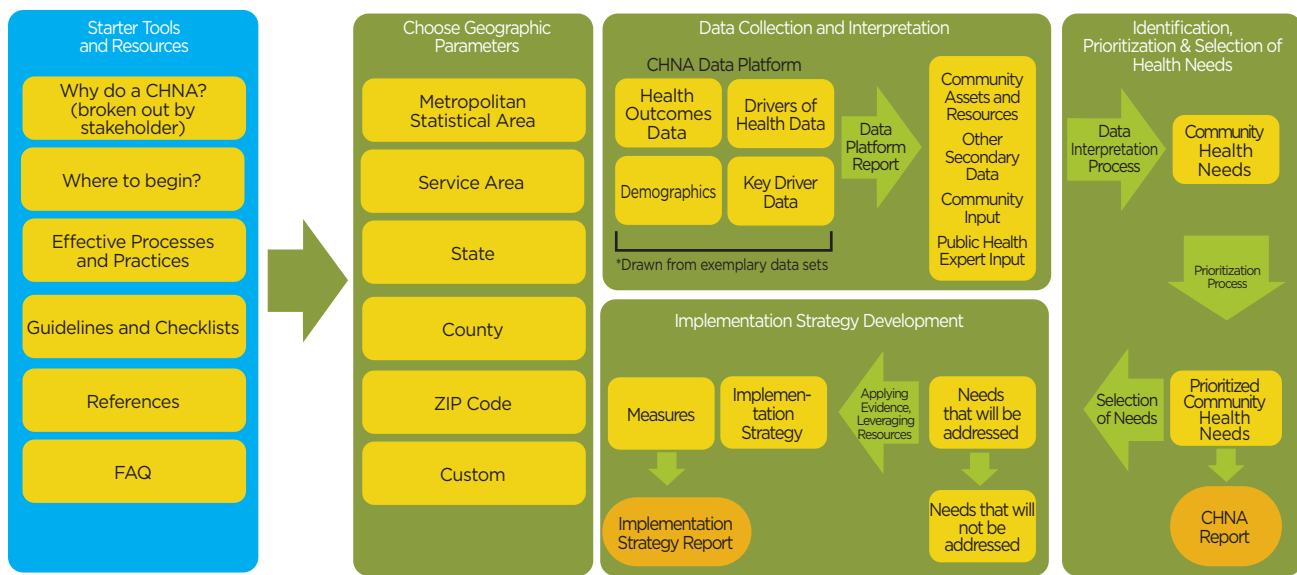 Starter Tools
and Resources
Why do a CHNA?
(broken out by
stakeholder)
Where to begin?
Effective Processes
and Practices
Guidelines and Checklists
References
FAQ
Choose Geographic
Parameters
Metropolitan
Statistical Area
Service Area
State
County
ZIP Code
Custom
Data Collection and Interpretation
CHNA Data Platform
Health
Outcomes
Data
Drivers of
Health Data
Demographics
Key Driver
Data
*Drawn from exemplary data sets
Data
Platform
Report
Community
Assets and
Resources
Other
Secondary
Data
Community
Input
Public Health
Expert Input
Identification,
Prioritization & Selection of
Health Needs
Data
Interpretation
Process
Community
Health
Needs
Prioritization
Process
Prioritized
Community
Health
Needs
CHNA
Report
Selection
of Needs
Implementation Strategy Development
Needs
that will be
addressed
Needs that will
not be
addressed
Applying
Evidence,
Leveraging
Resources
Implemen-
tation
Strategy
Measures
Implementation
Strategy Report